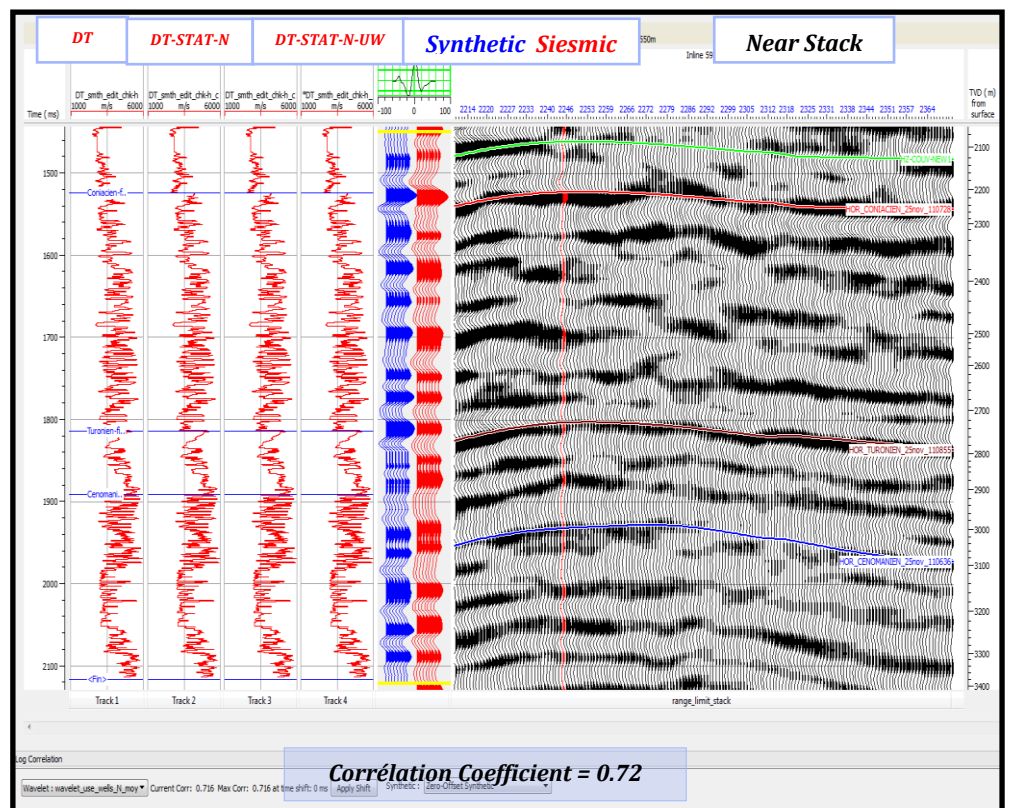 DT DT-STAT-N DT-STAT-N-UW Synthetic Siesmic Near Stack
550m
Inline 59
DT_smth_edit_chk-h DT_smth_edit_chk-h_c DT_smth_edit_chk-h_c *DT_smth_edit_chk-h_
Time (ms) 1000 m/s 6000 1000 m/s 6000 1000 m/s 6000 1000 m/s 6000 -100 0 100
2214 2220 2227 2233 2240 2246 2253 2259 2266 2272 2279 2286 2292 2299 2305 2312 2318 2325 2331 2338 2344 2351 2357 2364
TVD (m)
from
surface
2100
HZ-COUV-NEW1
1500
Coniacien-f..
2200
HOR_CONIACIEN_25nov_110728
2300
1600
2400
1700
2500
2600
2700
1800
Turonien-fi..
HOR_TURONIEN_25nov_110855
2800
Cenomani..
1900
2900
3000
HOR_CENOMANIEN_25nov_110636
3100
2000
3200
3300
2100
<Fin>
3400
Track 1 Track 2 Track 3 Track 4 range_limit_stack
Log Correlation
Corrélation Coefficient = 0.72
Wavelet : wavelet_use_wells_N_moy Current Corr: 0.716 Max Corr: 0.716 at time shift: 0 ms Apply Shift Synthetic : Zero-Offset Synthetic